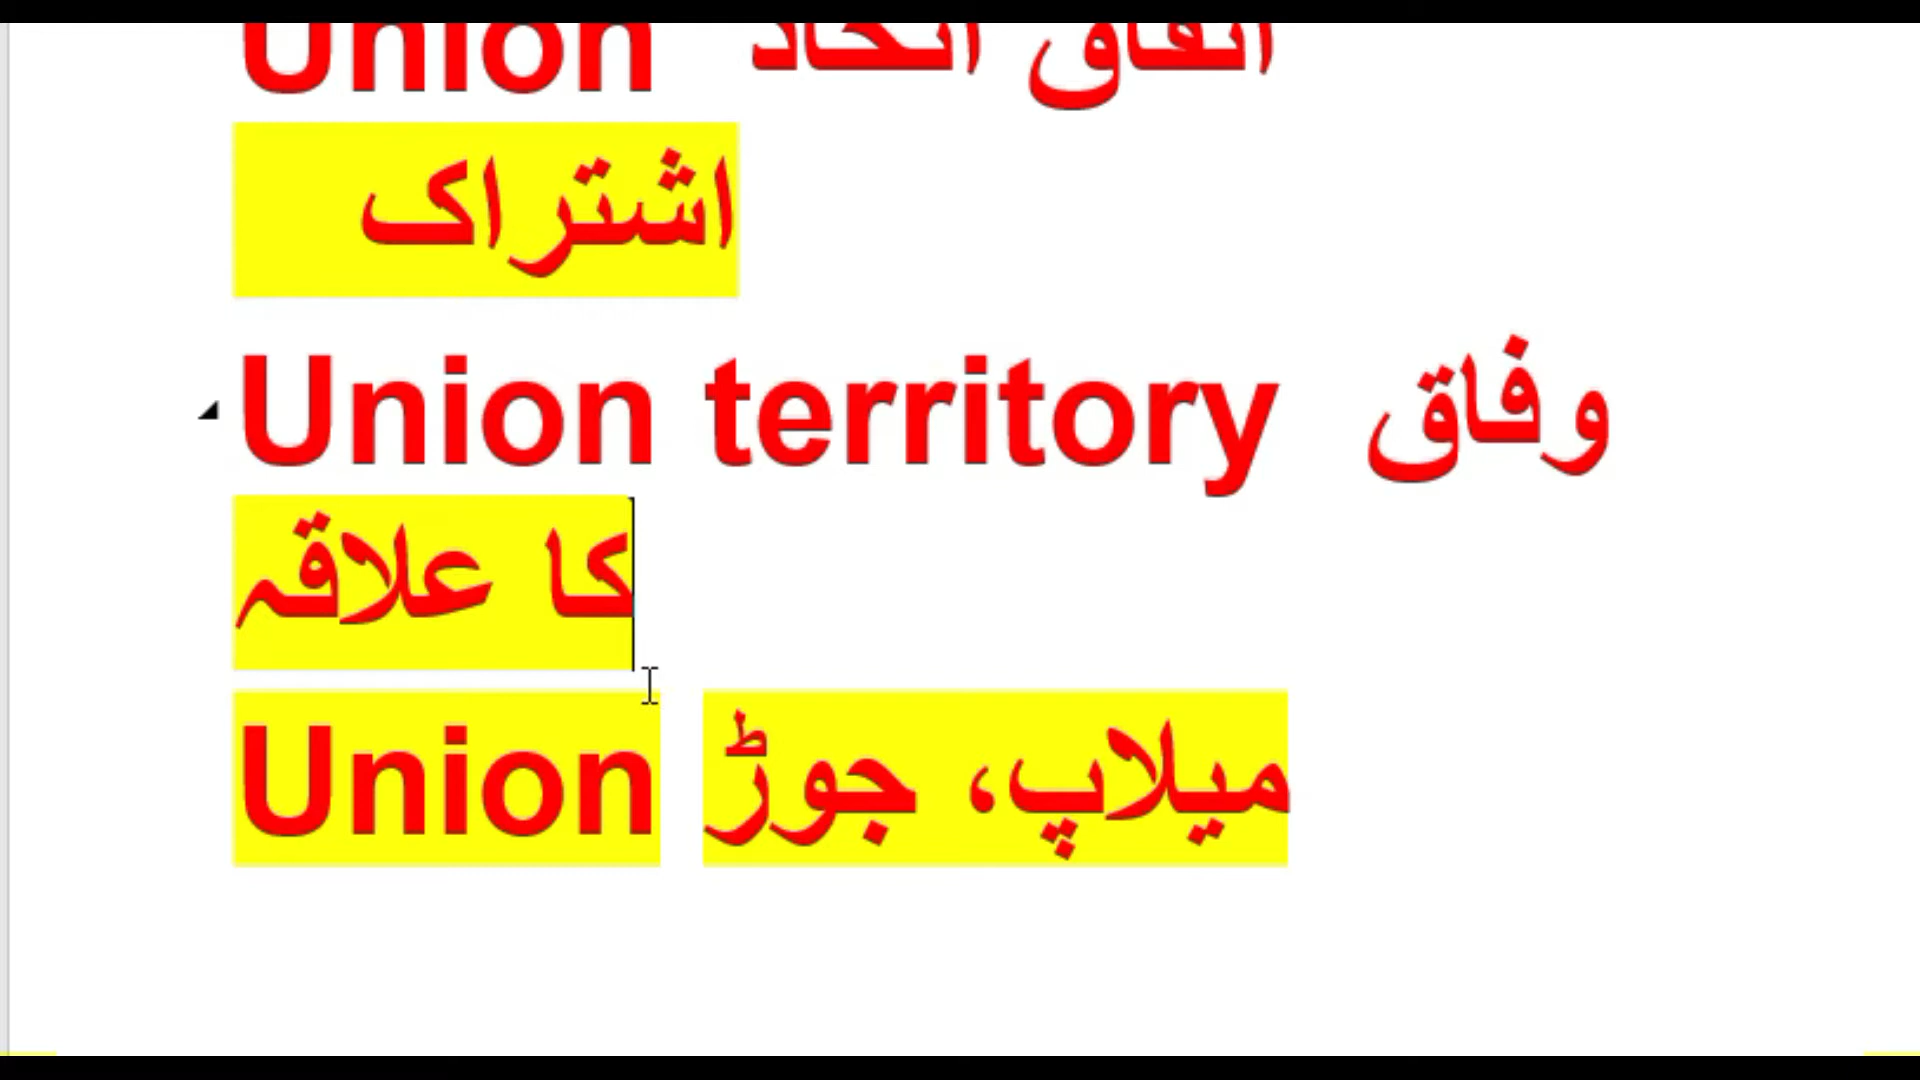 Union اتفاق اتحاد
اشتراک
Union territory وفاق
کا علاقہ
Union میلاپ، جوڑ